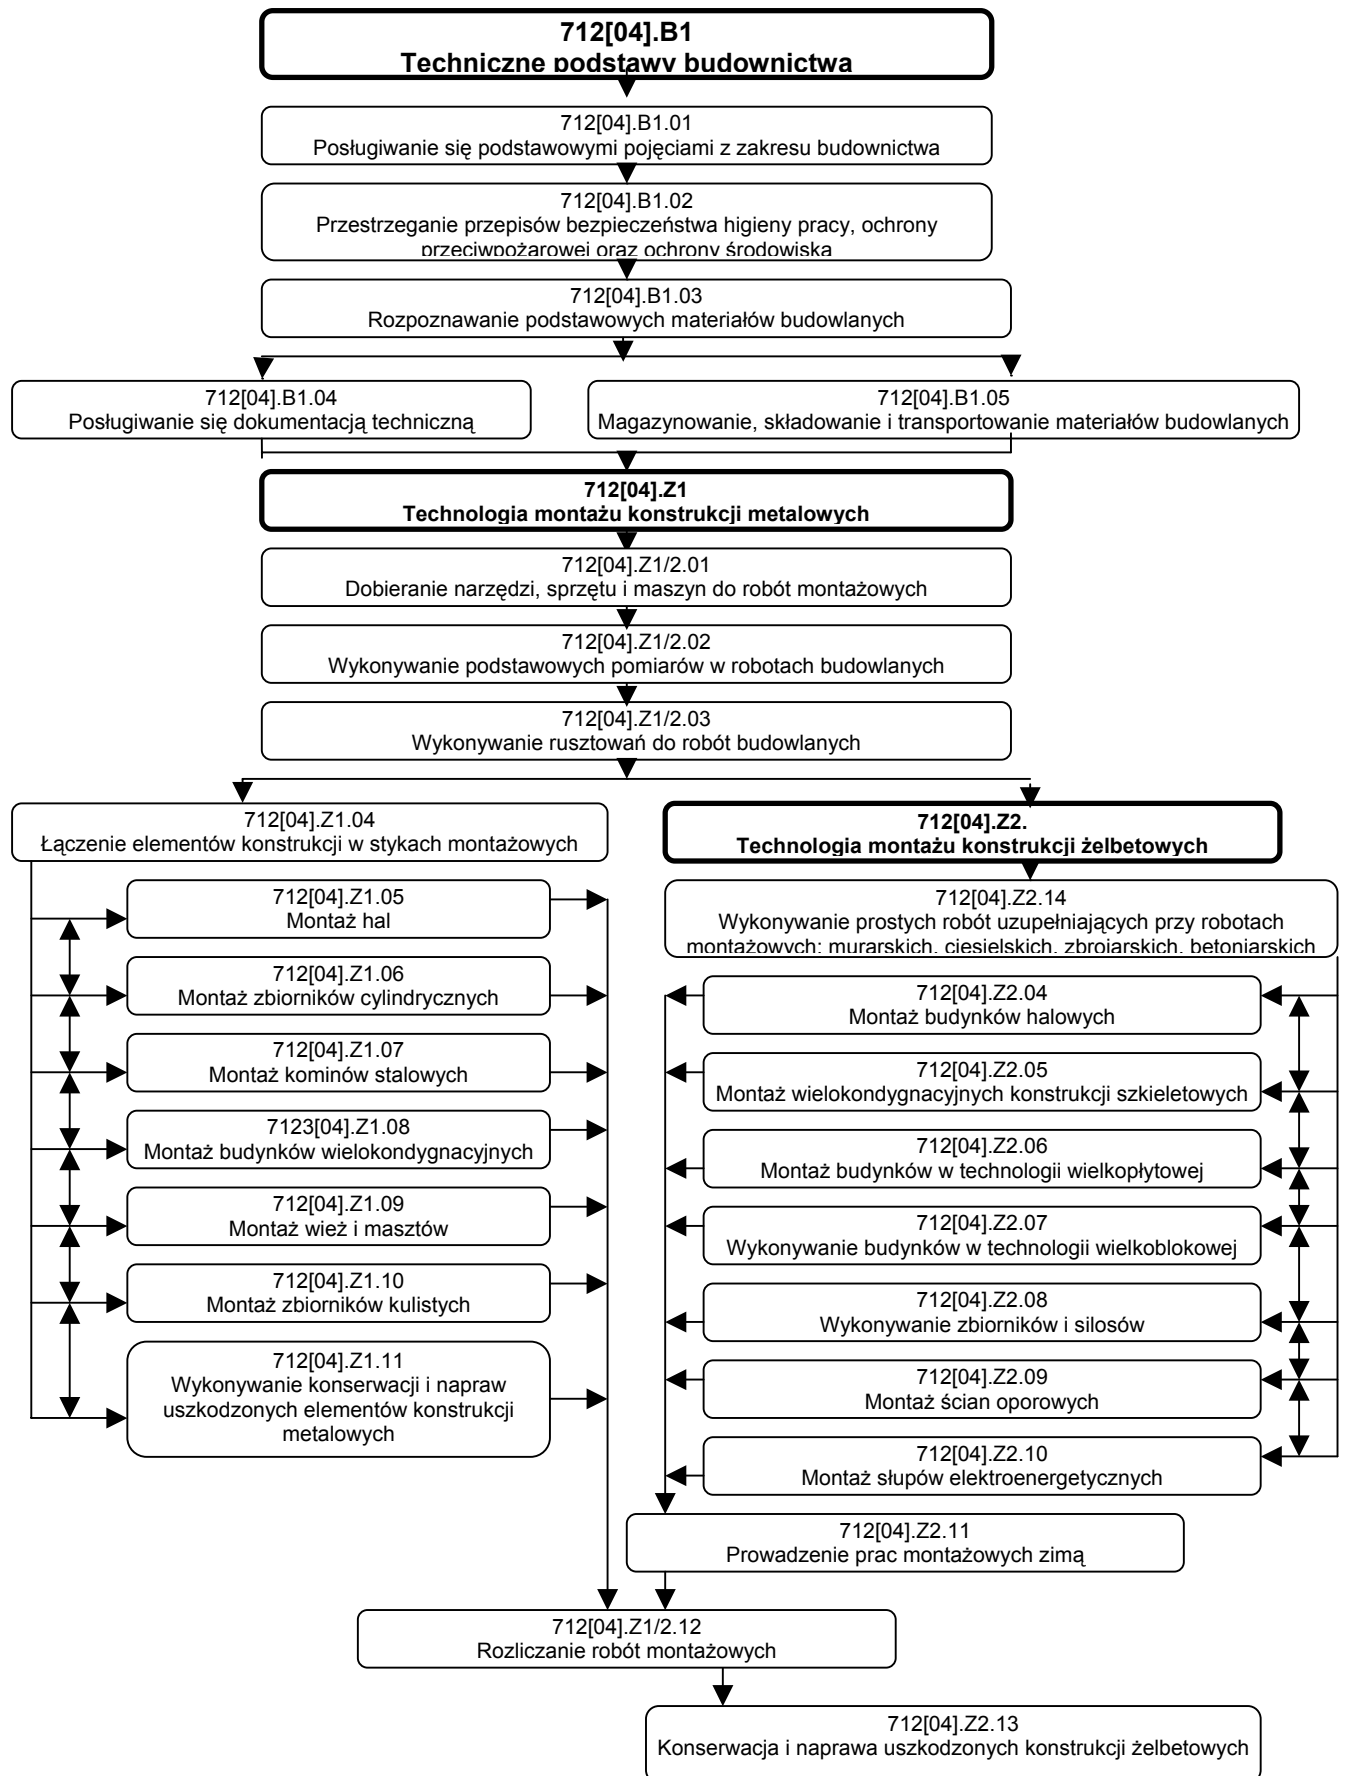 712[04].B1
Techniczne podstawy budownictwa
712[04].B1.01
Posługiwanie się podstawowymi pojęciami z zakresu budownictwa
712[04].B1.02
Przestrzeganie przepisów bezpieczeństwa higieny pracy, ochrony
przeciwpożarowej oraz ochrony środowiska
712[04].B1.03
Rozpoznawanie podstawowych materiałów budowlanych
712[04].B1.04
Posługiwanie się dokumentacją techniczną
712[04].B1.05
Magazynowanie, składowanie i transportowanie materiałów budowlanych
712[04].Z1
Technologia montażu konstrukcji metalowych
712[04].Z1/2.01
Dobieranie narzędzi, sprzętu i maszyn do robót montażowych
712[04].Z1/2.02
Wykonywanie podstawowych pomiarów w robotach budowlanych
712[04].Z1/2.03
Wykonywanie rusztowań do robót budowlanych
712[04].Z1.04
Łączenie elementów konstrukcji w stykach montażowych
712[04].Z1.05
Montaż hal
712[04].Z1.06
Montaż zbiorników cylindrycznych
712[04].Z1.07
Montaż kominów stalowych
7123[04].Z1.08
Montaż budynków wielokondygnacyjnych
712[04].Z1.09
Montaż wież i masztów
712[04].Z1.10
Montaż zbiorników kulistych
712[04].Z1.11
Wykonywanie konserwacji i napraw
uszkodzonych elementów konstrukcji
metalowych
712[04].Z2.
Technologia montażu konstrukcji żelbetowych
712[04].Z2.14
Wykonywanie prostych robót uzupełniających przy robotach
montażowych: murarskich, ciesielskich, zbrojarskich, betoniarskich
712[04].Z2.04
Montaż budynków halowych
712[04].Z2.05
Montaż wielokondygnacyjnych konstrukcji szkieletowych
712[04].Z2.06
Montaż budynków w technologii wielkopłytowej
712[04].Z2.07
Wykonywanie budynków w technologii wielkoblokowej
712[04].Z2.08
Wykonywanie zbiorników i silosów
712[04].Z2.09
Montaż ścian oporowych
712[04].Z2.10
Montaż słupów elektroenergetycznych
712[04].Z2.11
Prowadzenie prac montażowych zimą
712[04].Z1/2.12
Rozliczanie robót montażowych
712[04].Z2.13
Konserwacja i naprawa uszkodzonych konstrukcji żelbetowych